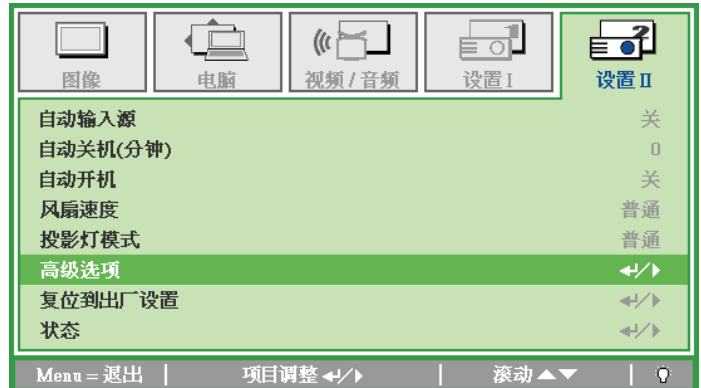 图像 电脑 视频 / 音频 设置 I 设置 II
自动输入源 关
自动关机(分钟) 0
自动开机 关
风扇速度 普通
投影灯模式 普通
高级选项 ↵/▶
复位到出厂设置 ↵/▶
状态 ↵/▶
Menu = 退出 项目调整 ↵/▶ 滚动 ▲▼